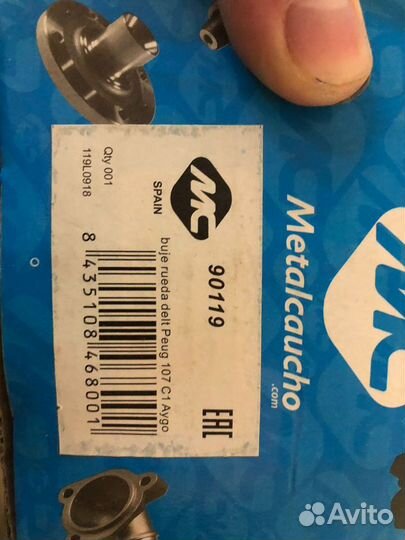 MC
SPAIN
90119
buje rueda delt Peug 107 C1 Aygo
8 435108 468001
Qty 001
119L0918
EAC
Metalcaucho
.com
MC
Avito